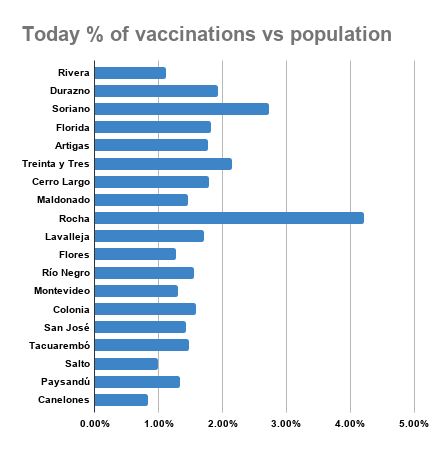 Today % of vaccinations vs population
Rivera
Durazno
Soriano
Florida
Artigas
Treinta y Tres
Cerro Largo
Maldonado
Rocha
Lavalleja
Flores
Río Negro
Montevideo
Colonia
San José
Tacuarembó
Salto
Paysandú
Canelones
0.00% 1.00% 2.00% 3.00% 4.00% 5.00%